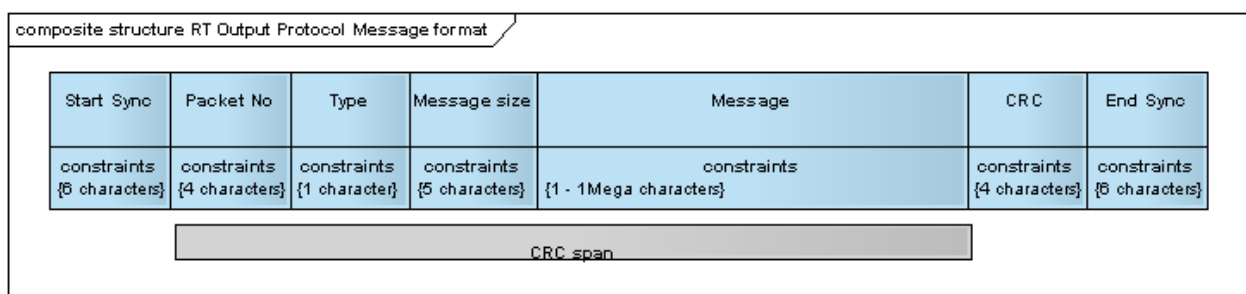 composite structure RT Output Protocol Message format
Start Sync Packet No Type Message size Message CRC End Sync
constraints constraints constraints constraints constraints constraints constraints
{6 characters} {4 characters} {1 character} {5 characters} {1 - 1Mega characters} {4 characters} {6 characters}
CRC span